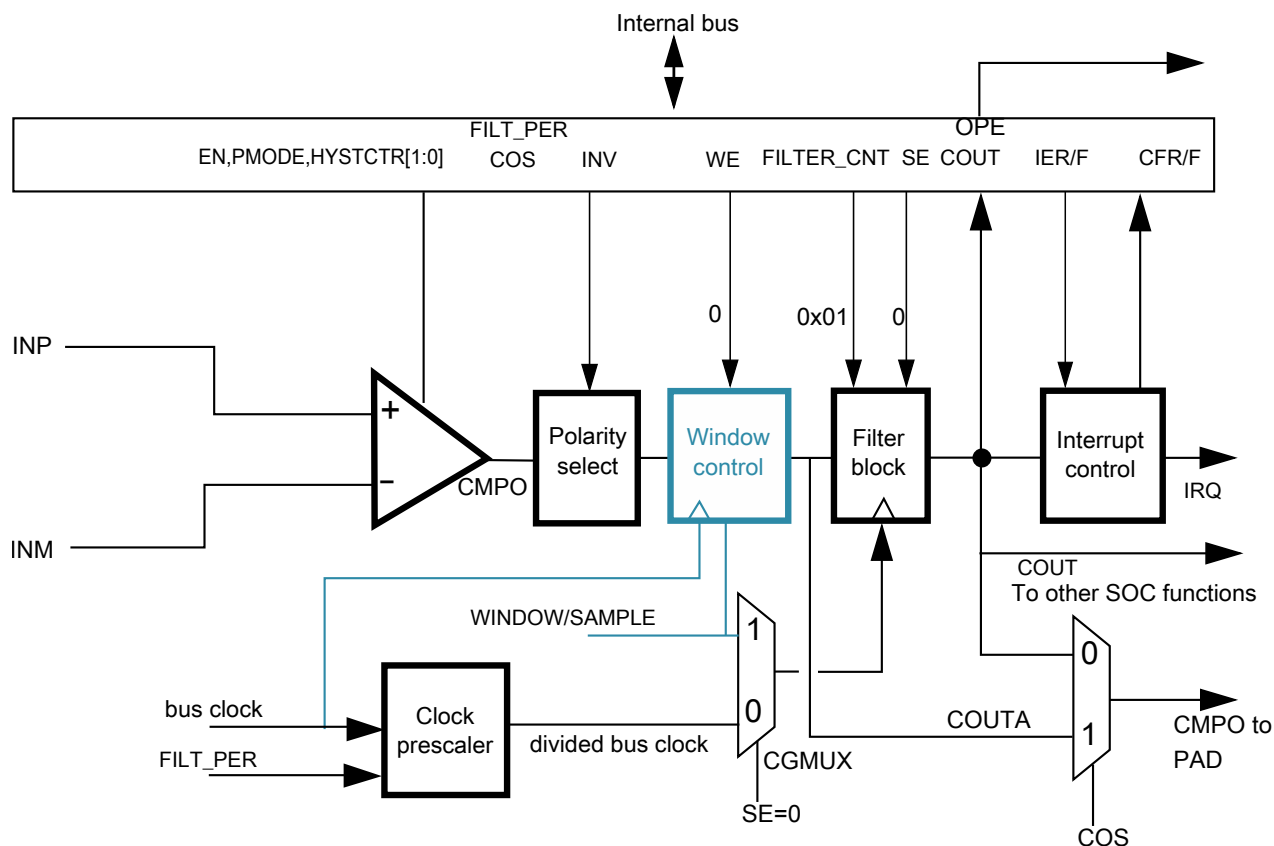 Internal bus
FILT_PER
OPE
EN,PMODE,HYSTCTR[1:0]
COS
INV
WE
FILTER_CNT
SE
COUT
IER/F
CFR/F
0
0x01
0
INP
+
−
INM
CMPO
Polarity
select
Window
control
Filter
block
Interrupt
control
IRQ
COUT
To other SOC functions
WINDOW/SAMPLE
1
0
bus clock
FILT_PER
Clock
prescaler
divided bus clock
CGMUX
SE=0
COUTA
0
1
CMPO to
PAD
COS